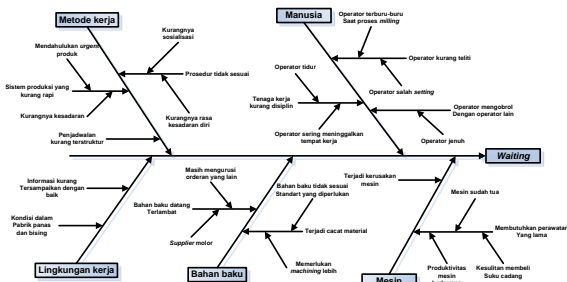 Metode kerja
Manusia
Kurangnya
sosialisasi
Mendahulukan urgent
produk
Prosedur tidak sesuai
Sistem produksi yang
kurang rapi
Kurangnya kesadaran
Kurangnya rasa
kesadaran diri
Penjadwalan
kurang terstruktur
Operator terburu-buru
Saat proses milling
Operator kurang teliti
Operator tidur
Operator salah setting
Tenaga kerja
kurang disiplin
Operator mengobrol
Dengan operator lain
Operator sering meninggalkan
tempat kerja
Operator jenuh
Waiting
Informasi kurang
Tersampaikan dengan
baik
Kondisi dalam
Pabrik panas
dan bising
Lingkungan kerja
Masih mengurusi
orderan yang lain
Bahan baku tidak sesuai
Standart yang diperlukan
Bahan baku datang
Terlambat
Terjadi cacat material
Supplier molor
Memerlukan
machining lebih
Bahan baku
Terjadi kerusakan
mesin
Mesin sudah tua
Membutuhkan perawatan
Yang lama
Produktivitas
mesin
Kesulitan membeli
Suku cadang
Mesin